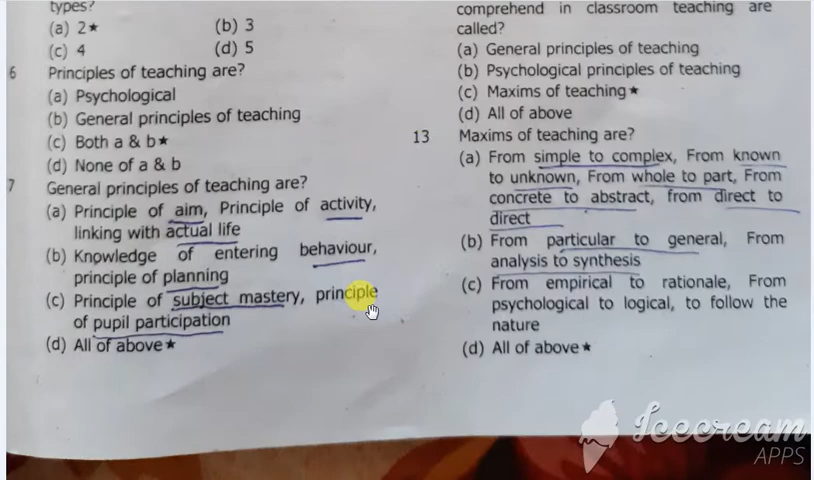 types?
(a) 2★ (b) 3
(c) 4 (d) 5
6 Principles of teaching are?
(a) Psychological
(b) General principles of teaching
(c) Both a & b★
(d) None of a & b
7 General principles of teaching are?
(a) Principle of aim, Principle of activity,
linking with actual life
(b) Knowledge of entering behaviour,
principle of planning
(c) Principle of subject mastery, principle
of pupil participation
(d) All of above★
comprehend in classroom teaching are
called?
(a) General principles of teaching
(b) Psychological principles of teaching
(c) Maxims of teaching★
(d) All of above
13 Maxims of teaching are?
(a) From simple to complex, From known
to unknown, From whole to part, From
concrete to abstract, from direct to
direct
(b) From particular to general, From
analysis to synthesis
(c) From empirical to rationale, From
psychological to logical, to follow the
nature
(d) All of above★
Icecream
APPS